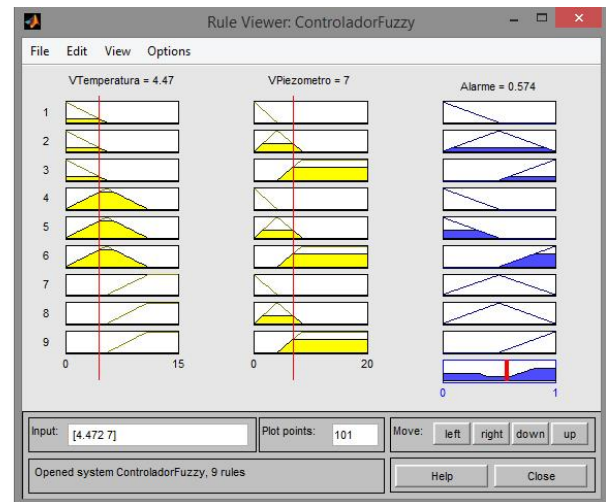 Rule Viewer: ControladorFuzzy
File Edit View Options
VTemperatura = 4.47 VPiezometro = 7 Alarme = 0.574
1
2
3
4
5
6
7
8
9
0 15 0 20
0 1
Input: [4.472 7] Plot points: 101 Move: left right down up
Opened system ControladorFuzzy, 9 rules Help Close